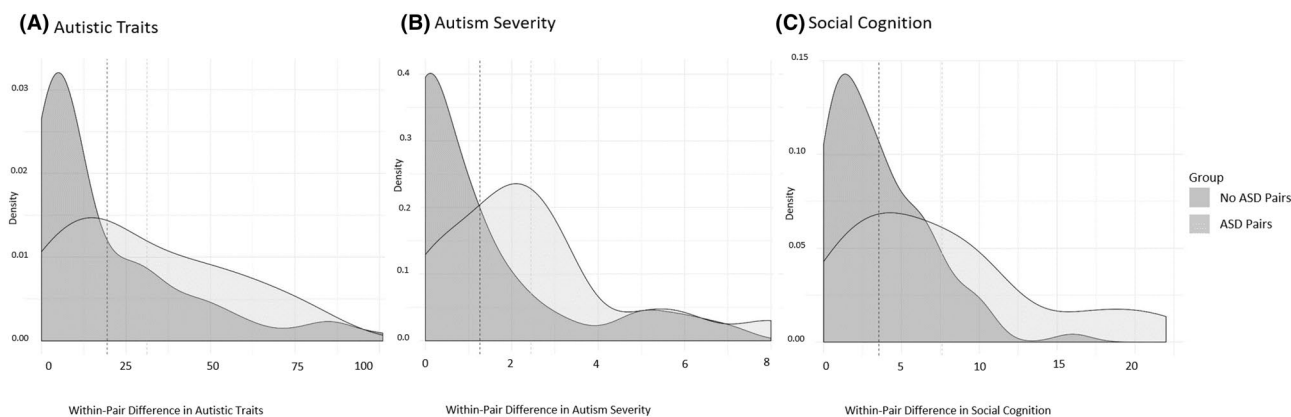 (A) Autistic Traits
0.03
0.02
0.01
0.00
Density
0 25 50 75 100
Within-Pair Difference in Autistic Traits
(B) Autism Severity
0.4
0.3
0.2
0.1
0.0
Density
0 2 4 6 8
Within-Pair Difference in Autism Severity
(C) Social Cognition
0.15
0.10
0.05
0.00
Density
0 5 10 15 20
Within-Pair Difference in Social Cognition
Group
No ASD Pairs
ASD Pairs